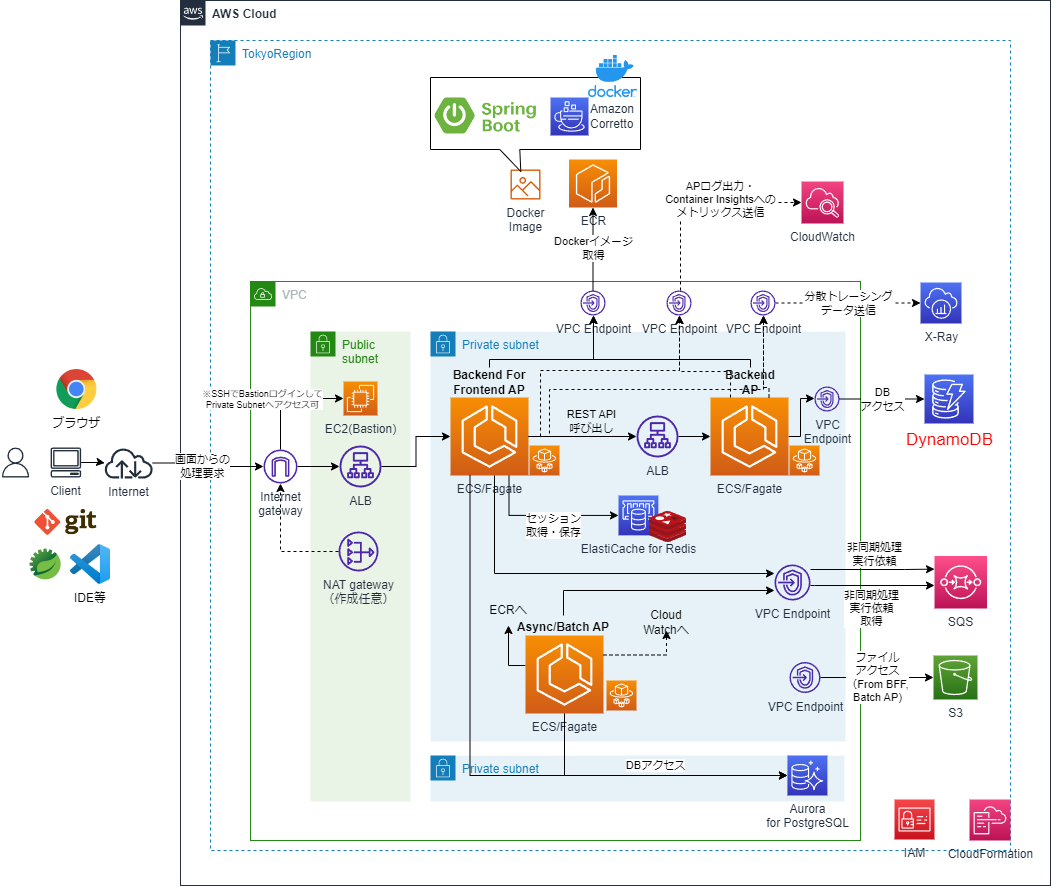 aws
AWS Cloud
TokyoRegion
docker
Spring
Boot
Amazon
Corretto
Docker
Image
ECR
Dockerイメージ
取得
APログ出力・
Container Insightsへの
メトリックス送信
CloudWatch
VPC
VPC Endpoint
VPC Endpoint
VPC Endpoint
分散トレーシング
データ送信
X-Ray
Public
subnet
Private subnet
Backend For
Frontend AP
Backend
AP
ブラウザ
※SSHでBastionログインして
Private Subnetへアクセス可
EC2(Bastion)
REST API
呼び出し
VPC
Endpoint
DB
アクセス
DynamoDB
Client
Internet
画面からの
処理要求
Internet
gateway
ALB
ECS/Fagate
ALB
ECS/Fagate
git
IDE等
NAT gateway
(作成任意）
セッション
取得・保存
ElastiCache for Redis
非同期処理
実行依頼
VPC Endpoint
非同期処理
実行依頼
取得
SQS
ECRへ
Async/Batch AP
Cloud
Watchへ
ECS/Fagate
VPC Endpoint
ファイル
アクセス
（From BFF,
Batch AP)
S3
Private subnet
DBアクセス
Aurora
for PostgreSQL
IAM
CloudFormation